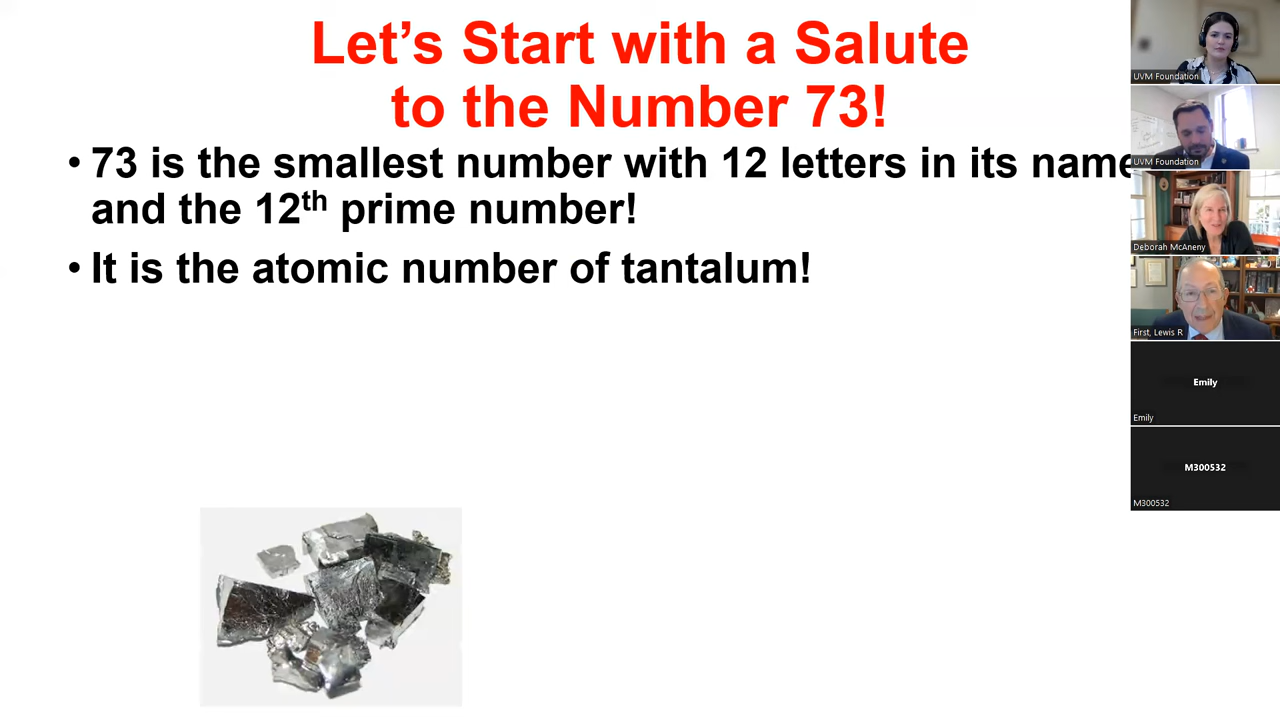 Let's Start with a Salute
to the Number 73!
• 73 is the smallest number with 12 letters in its name
and the 12th prime number!
• It is the atomic number of tantalum!
UVM Foundation
UVM Foundation
Deborah McAneny
First, Lewis R
Emily
Emily
M300532
M300532